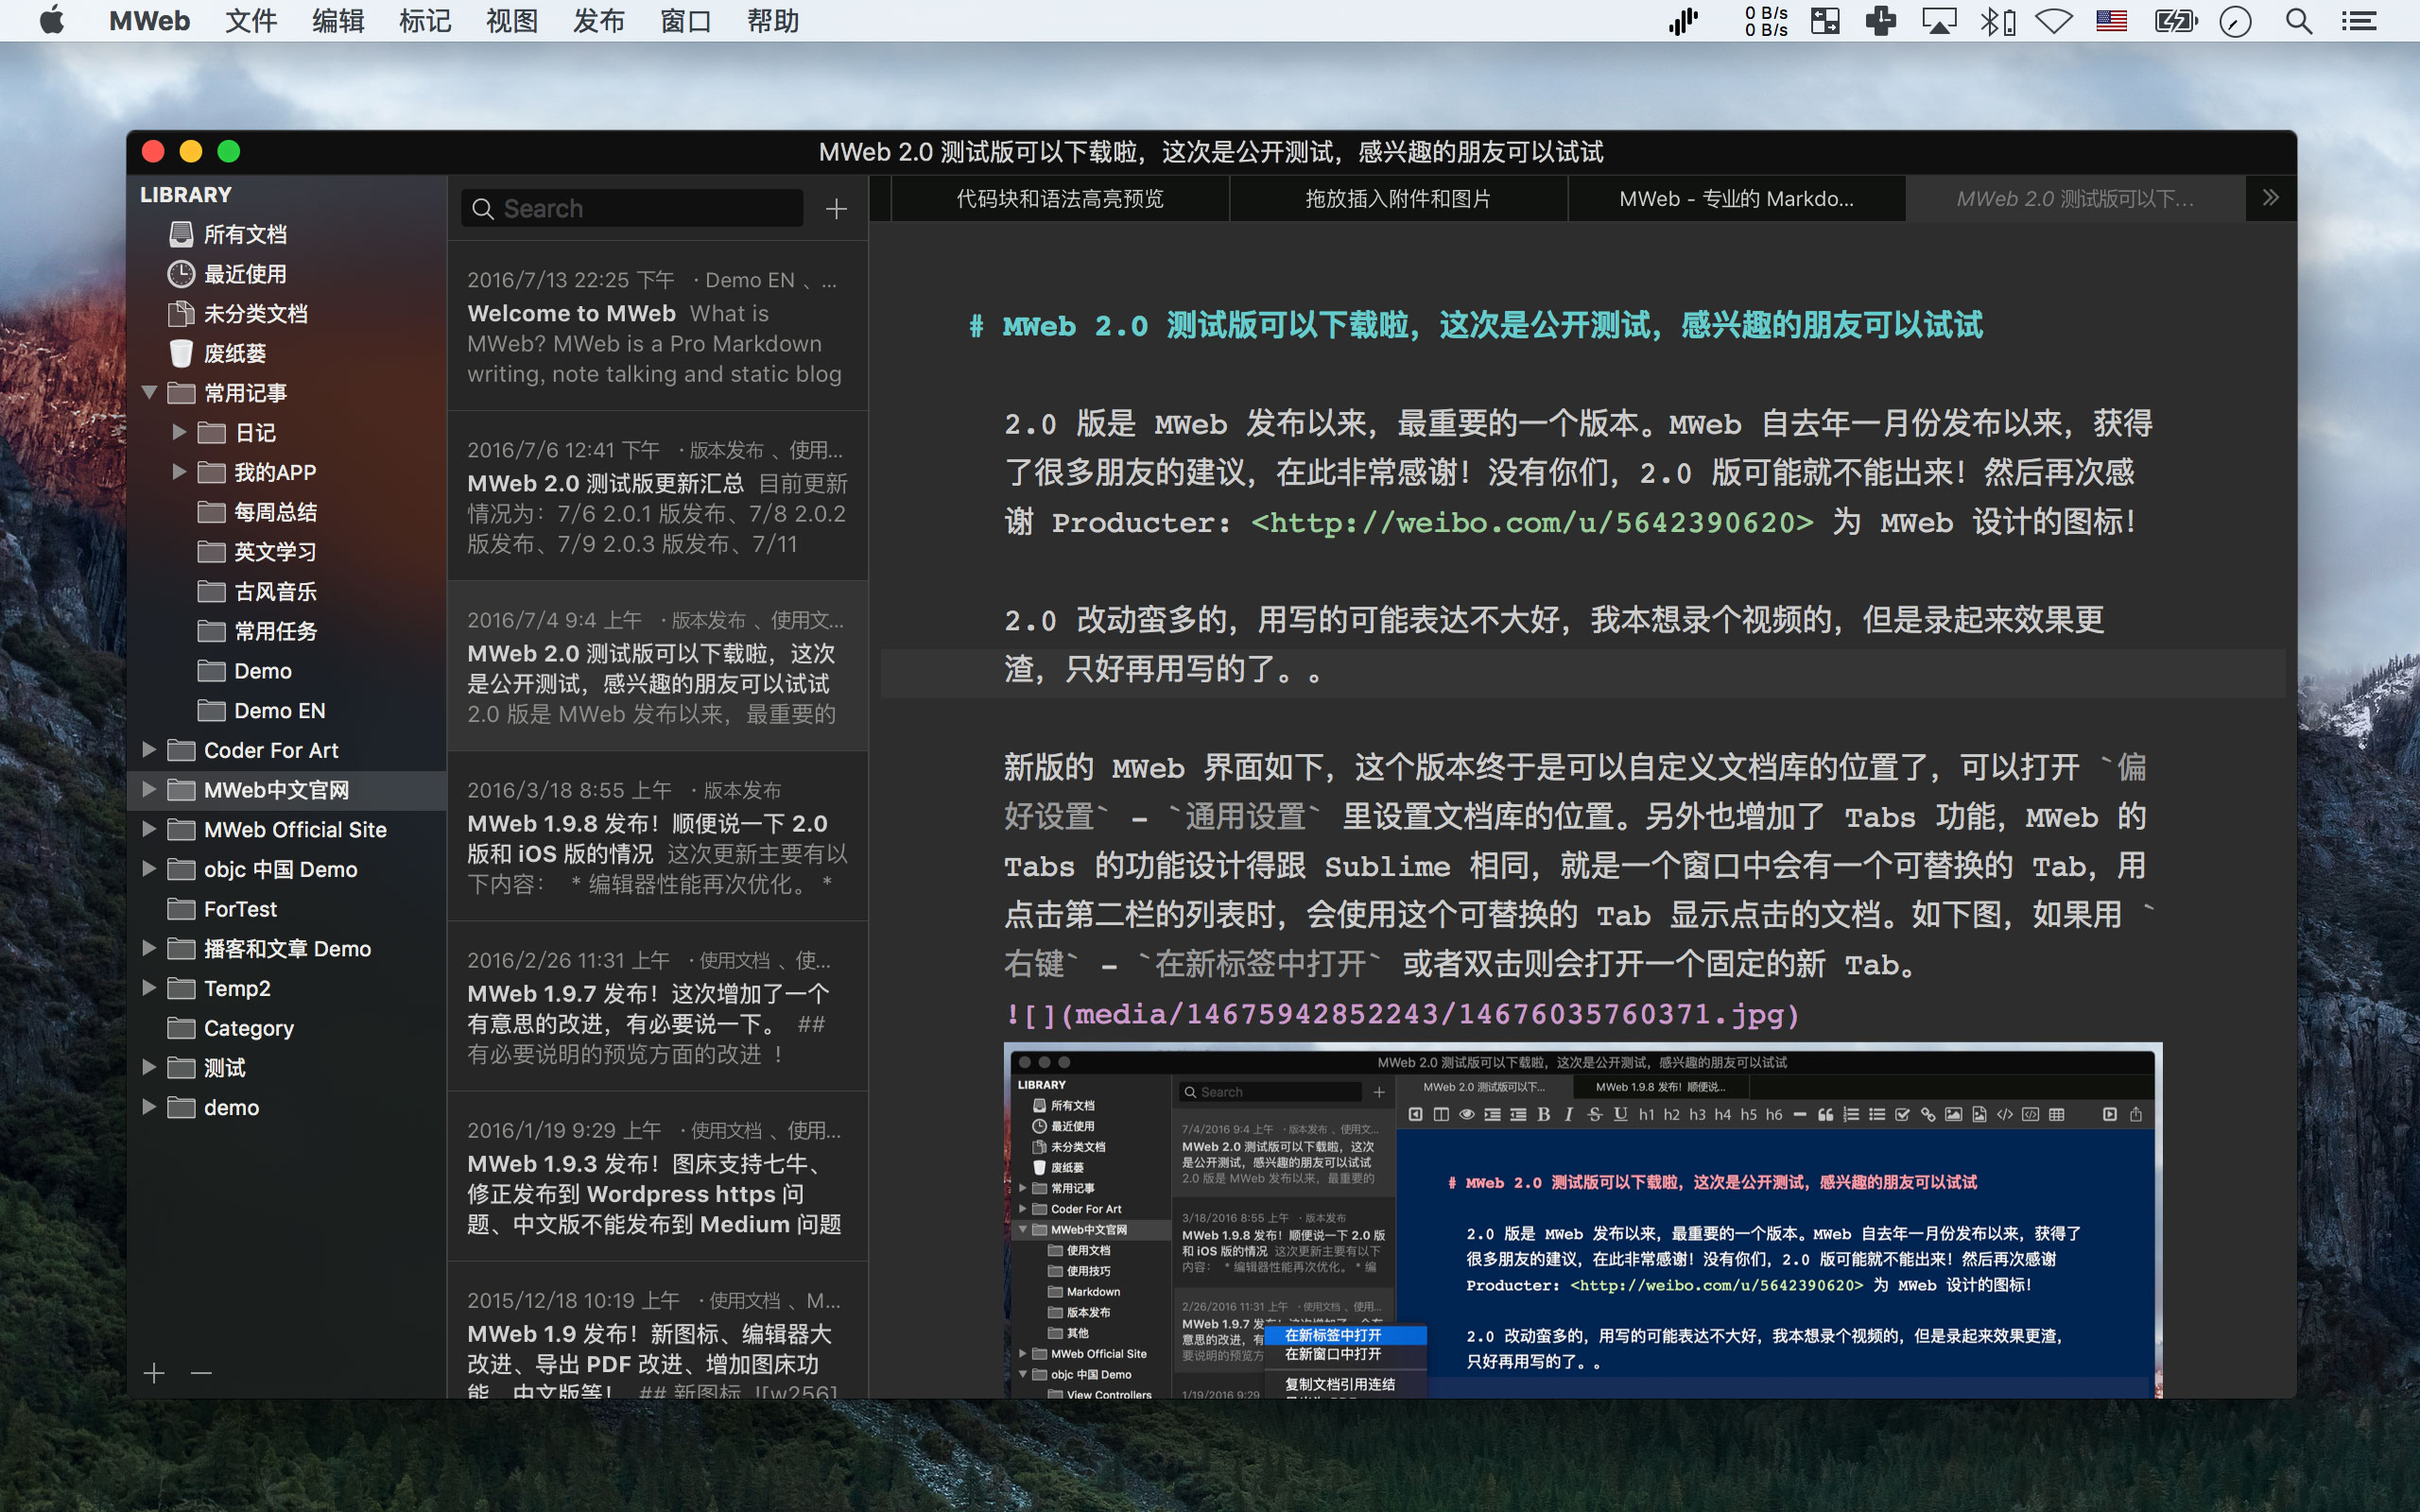 MWeb 文件 编辑 标记 视图 发布 窗口 帮助
0 B/s
0 B/s
MWeb 2.0 测试版可以下载啦，这次是公开测试，感兴趣的朋友可以试试
LIBRARY
所有文档
最近使用
未分类文档
废纸蒌
常用记事
日记
我的APP
每周总结
英文学习
古风音乐
常用任务
Demo
Demo EN
Coder For Art
MWeb中文官网
MWeb Official Site
objc 中国 Demo
ForTest
播客和文章 Demo
Temp2
Category
测试
demo
Search
2016/7/13 22:25 下午 · Demo EN 、...
Welcome to MWeb What is
MWeb? MWeb is a Pro Markdown
writing, note talking and static blog
2016/7/6 12:41 下午 · 版本发布 、使用...
MWeb 2.0 测试版更新汇总 目前更新
情况为：7/6 2.0.1 版发布、7/8 2.0.2
版发布、7/9 2.0.3 版发布、7/11
2016/7/4 9:4 上午 · 版本发布 、使用文...
MWeb 2.0 测试版可以下载啦，这次
是公开测试，感兴趣的朋友可以试试
2.0 版是 MWeb 发布以来，最重要的
2016/3/18 8:55 上午 · 版本发布
MWeb 1.9.8 发布！顺便说一下 2.0
版和 iOS 版的情况 这次更新主要有以
下内容： * 编辑器性能再次优化。 *
2016/2/26 11:31 上午 · 使用文档 、使...
MWeb 1.9.7 发布！这次增加了一个
有意思的改进，有必要说一下。 ##
有必要说明的预览方面的改进 ！
2016/1/19 9:29 上午 · 使用文档 、使用...
MWeb 1.9.3 发布！图床支持七牛、
修正发布到 Wordpress https 问
题、中文版不能发布到 Medium 问题
2015/12/18 10:19 上午 · 使用文档 、M...
MWeb 1.9 发布！新图标、编辑器大
改进、导出 PDF 改进、增加图床功
能、中文版等！ ## 新图标 ![w256]
代码块和语法高亮预览
拖放插入附件和图片
MWeb - 专业的 Markdo...
MWeb 2.0 测试版可以下...
# MWeb 2.0 测试版可以下载啦，这次是公开测试，感兴趣的朋友可以试试
2.0 版是 MWeb 发布以来，最重要的一个版本。MWeb 自去年一月份发布以来，获得
了很多朋友的建议，在此非常感谢！没有你们，2.0 版可能就不能出来！然后再次感
谢 Producter: <http://weibo.com/u/5642390620> 为 MWeb 设计的图标！
2.0 改动蛮多的，用写的可能表达不大好，我本想录个视频的，但是录起来效果更
渣，只好再用写的了。。
新版的 MWeb 界面如下，这个版本终于是可以自定义文档库的位置了，可以打开 `偏
好设置` - `通用设置` 里设置文档库的位置。另外也增加了 Tabs 功能，MWeb 的
Tabs 的功能设计得跟 Sublime 相同，就是一个窗口中会有一个可替换的 Tab，用
点击第二栏的列表时，会使用这个可替换的 Tab 显示点击的文档。如下图，如果用 `
右键` - `在新标签中打开` 或者双击则会打开一个固定的新 Tab。
![](media/14675942852243/14676035760371.jpg)
MWeb 2.0 测试版可以下载啦，这次是公开测试，感兴趣的朋友可以试试
LIBRARY
所有文档
最近使用
未分类文档
废纸蒌
常用记事
Coder For Art
MWeb中文官网
使用文档
使用技巧
Markdown
版本发布
其他
MWeb Official Site
objc 中国 Demo
View Controllers
Search
7/4/2016 9:4 上午 · 版本发布 、使用文...
MWeb 2.0 测试版可以下载啦，这次
是公开测试，感兴趣的朋友可以试试
2.0 版是 MWeb 发布以来，最重要的
3/18/2016 8:55 上午 · 版本发布
MWeb 1.9.8 发布！顺便说一下 2.0 版
和 iOS 版的情况 这次更新主要有以下
内容： * 编辑器性能再次优化。 * 编
2/26/2016 11:31 上午 · 使用文档 、使用...
MWeb 1.9.7 发布！这次增加了一个有
意思的改进，有
要说明的预览方
1/19/2016 9:29
在新标签中打开
在新窗口中打开
复制文档引用连结
MWeb 2.0 测试版可以下...
MWeb 1.9.8 发布！顺便说...
B I S U h1 h2 h3 h4 h5 h6
# MWeb 2.0 测试版可以下载啦，这次是公开测试，感兴趣的朋友可以试试
2.0 版是 MWeb 发布以来，最重要的一个版本。MWeb 自去年一月份发布以来，获得了
很多朋友的建议，在此非常感谢！没有你们，2.0 版可能就不能出来！然后再次感谢
Producter: <http://weibo.com/u/5642390620> 为 MWeb 设计的图标！
2.0 改动蛮多的，用写的可能表达不大好，我本想录个视频的，但是录起来效果更渣，
只好再用写的了。。